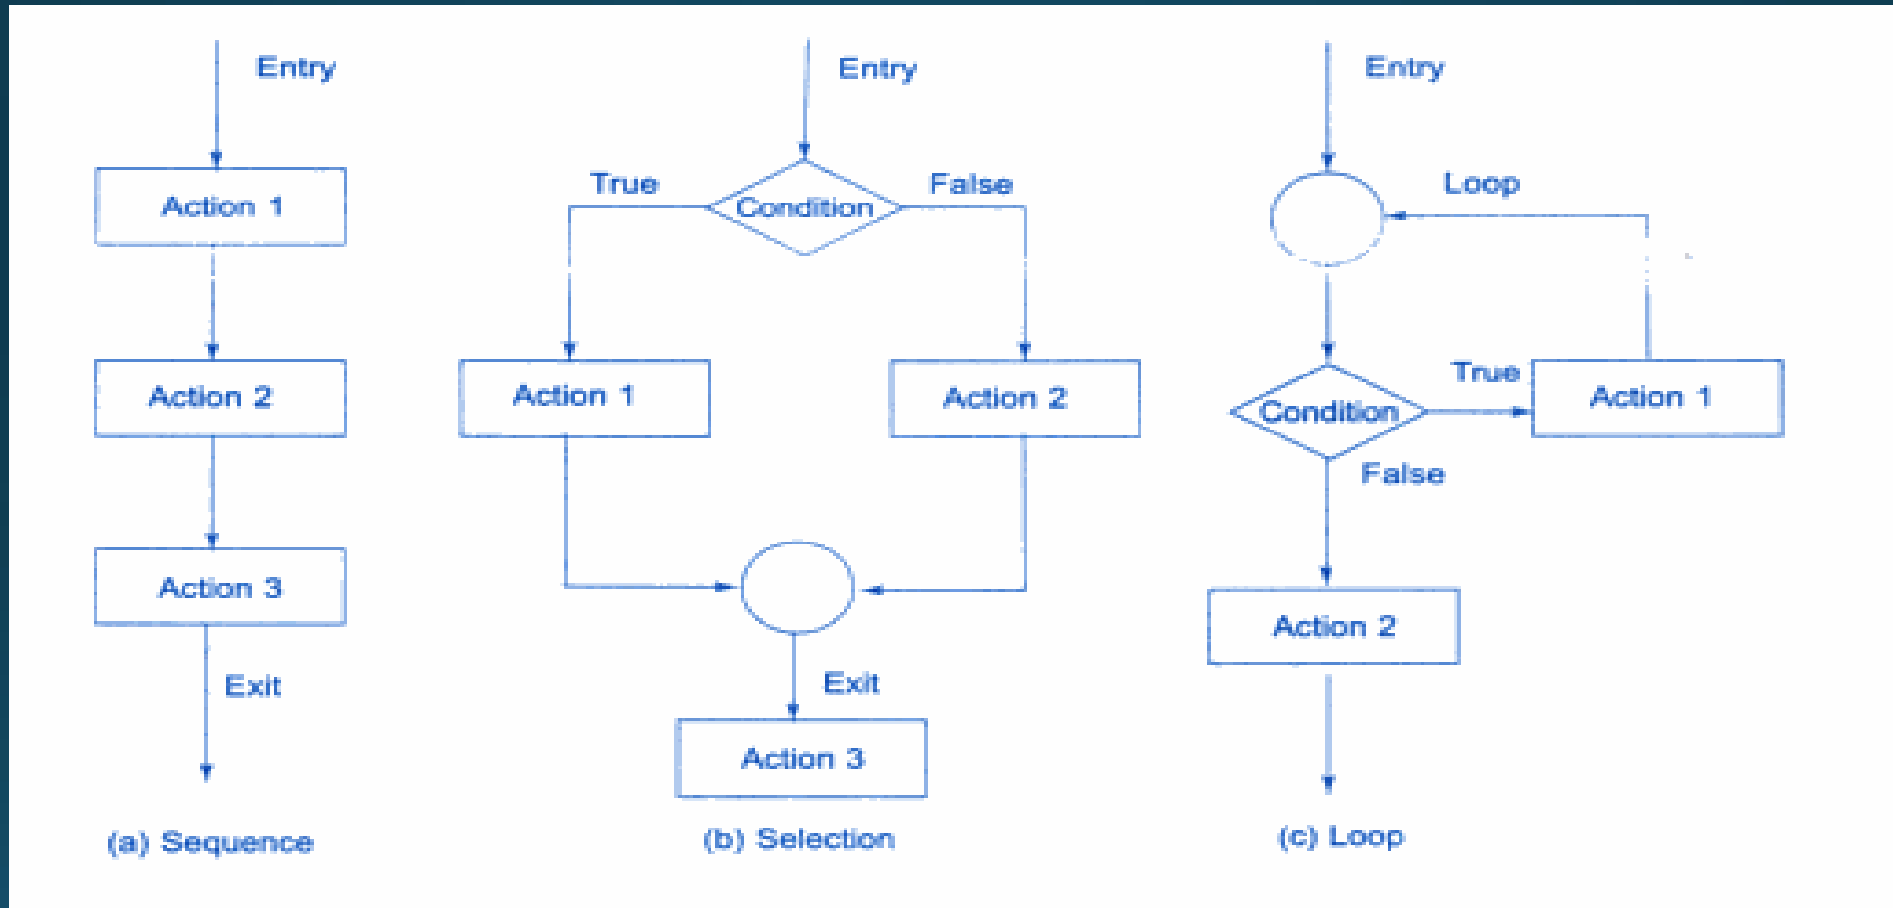 Entry
Action 1
Action 2
Action 3
Exit
(a) Sequence
Entry
True
False
Condition
Action 1
Action 2
Exit
Action 3
(b) Selection
Entry
Loop
Condition
True
Action 1
False
Action 2
(c) Loop